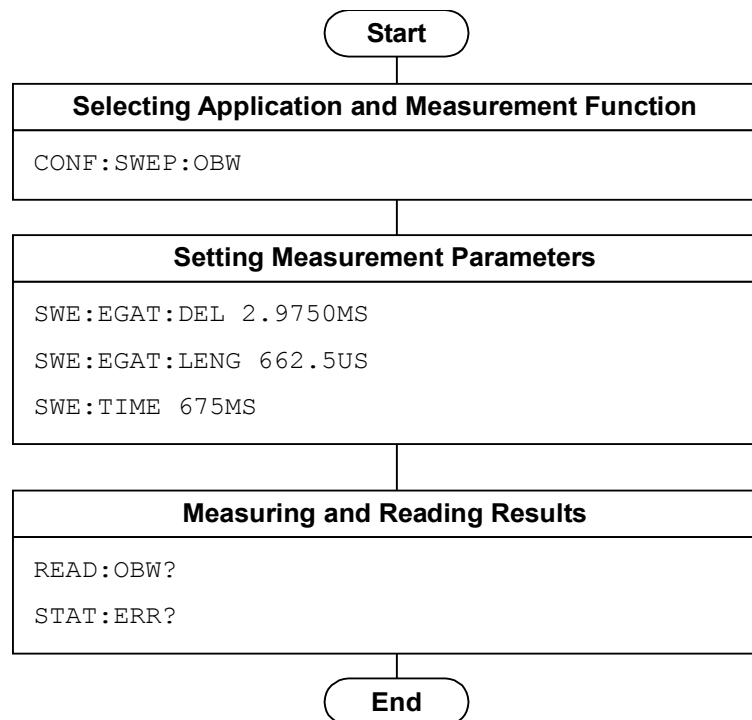 Start
Selecting Application and Measurement Function
CONF:SWEP:OBW
Setting Measurement Parameters
SWE:EGAT:DEL 2.9750MS
SWE:EGAT:LENG 662.5US
SWE:TIME 675MS
Measuring and Reading Results
READ:OBW?
STAT:ERR?
End